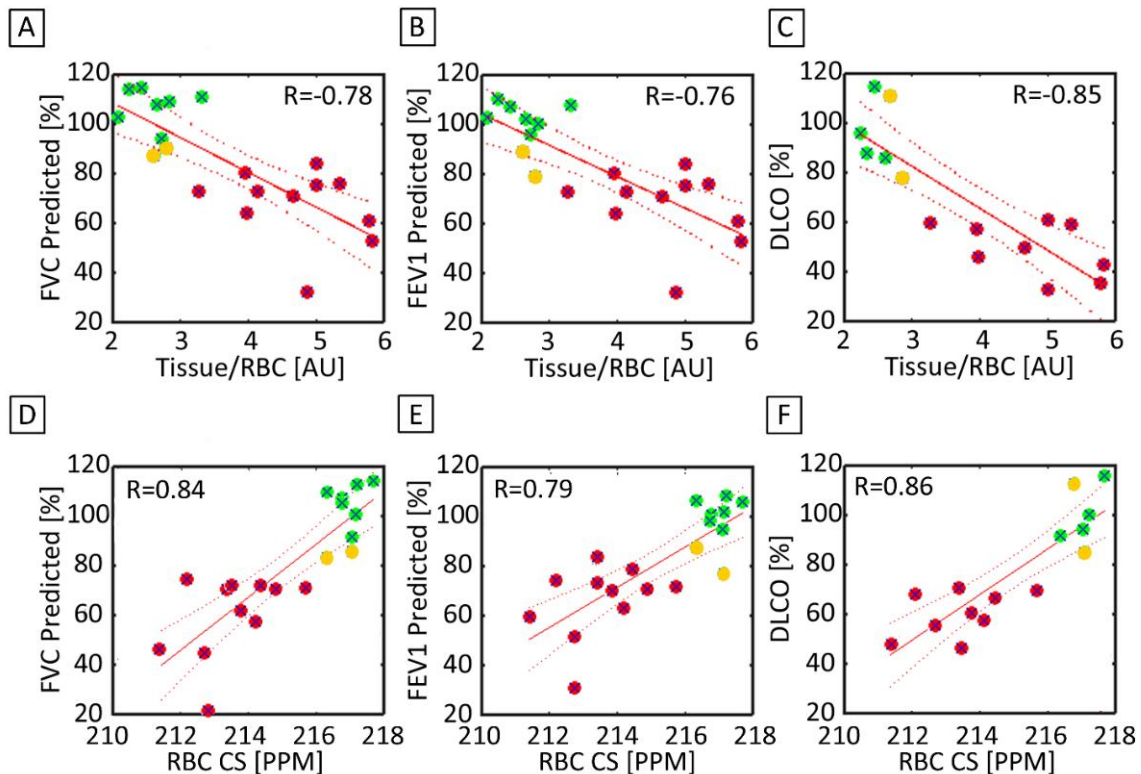 A
B
C
FVC Predicted [%]
120
100
80
60
40
20
R=-0.78
2 3 4 5 6
Tissue/RBC [AU]
FEV1 Predicted [%]
120
100
80
60
40
20
R=-0.76
2 3 4 5 6
Tissue/RBC [AU]
DLCO [%]
120
100
80
60
40
20
R=-0.85
2 3 4 5 6
Tissue/RBC [AU]
D
E
F
FVC Predicted [%]
120
100
80
60
40
20
R=0.84
210 212 214 216 218
RBC CS [PPM]
FEV1 Predicted [%]
120
100
80
60
40
20
R=0.79
210 212 214 216 218
RBC CS [PPM]
DLCO [%]
120
100
80
60
40
20
R=0.86
210 212 214 216 218
RBC CS [PPM]